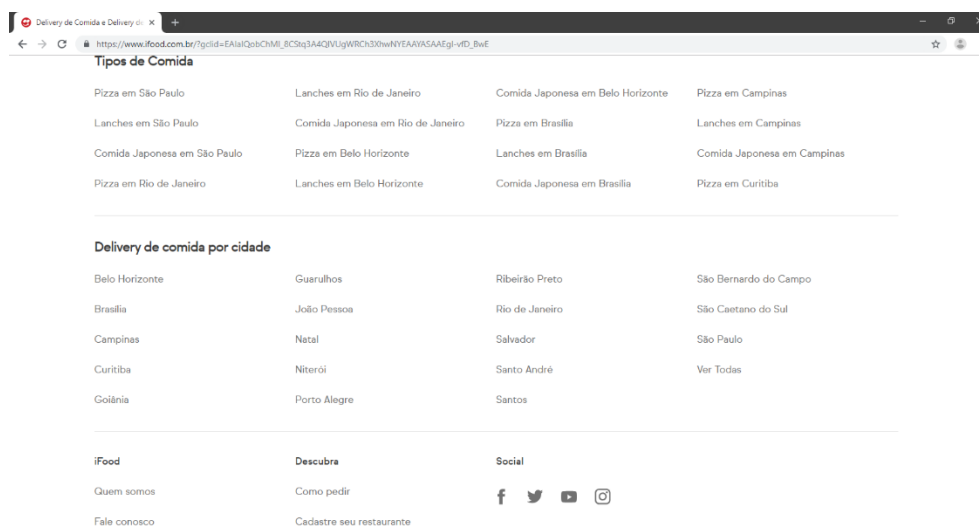 Delivery de Comida e Delivery de
https://www.ifood.com.br/?gclid=EAIaIQobChMI_8CStq3A4QIVUgWRCh3XhwNYEAAYASAAEgI-vfD_BwE
Tipos de Comida
Pizza em São Paulo Lanches em Rio de Janeiro Comida Japonesa em Belo Horizonte Pizza em Campinas
Lanches em São Paulo Comida Japonesa em Rio de Janeiro Pizza em Brasília Lanches em Campinas
Comida Japonesa em São Paulo Pizza em Belo Horizonte Lanches em Brasília Comida Japonesa em Campinas
Pizza em Rio de Janeiro Lanches em Belo Horizonte Comida Japonesa em Brasília Pizza em Curitiba
Delivery de comida por cidade
Belo Horizonte Guarulhos Ribeirão Preto São Bernardo do Campo
Brasília João Pessoa Rio de Janeiro São Caetano do Sul
Campinas Natal Salvador São Paulo
Curitiba Niterói Santo André Ver Todas
Goiânia Porto Alegre Santos
iFood Descubra Social
Quem somos Como pedir
Fale conosco Cadastre seu restaurante